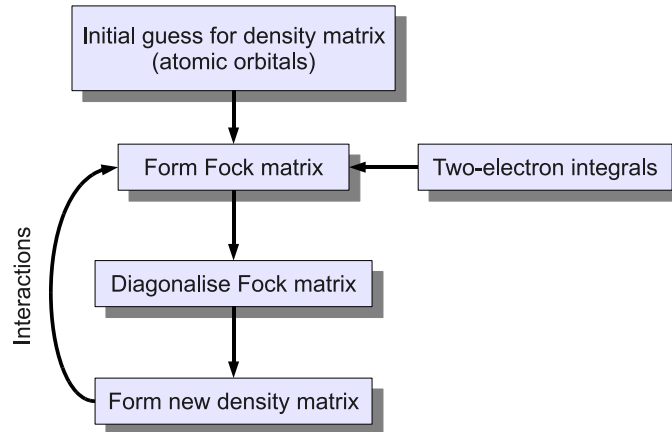 Initial guess for density matrix
(atomic orbitals)
Form Fock matrix
Two-electron integrals
Interactions
Diagonalise Fock matrix
Form new density matrix